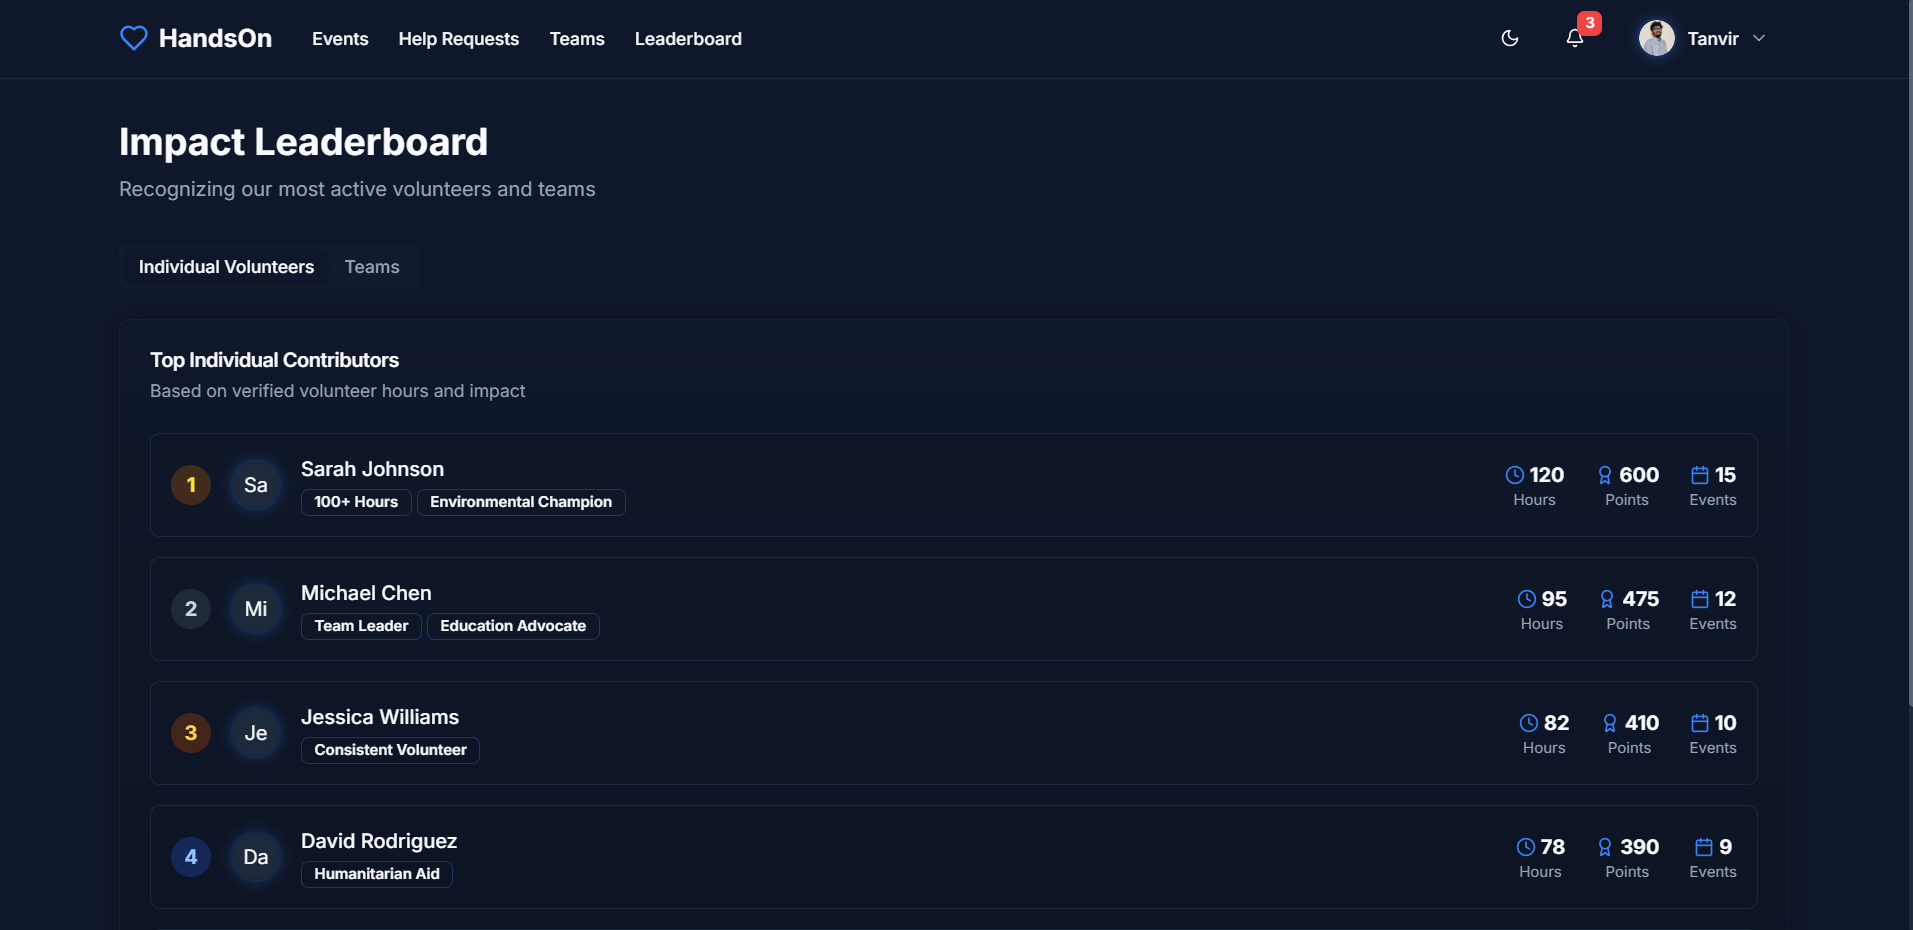 HandsOn Events Help Requests Teams Leaderboard 3 Tanvir
Impact Leaderboard
Recognizing our most active volunteers and teams
Individual Volunteers Teams
Top Individual Contributors
Based on verified volunteer hours and impact
1 Sa Sarah Johnson 120 600 15
100+ Hours Environmental Champion Hours Points Events
2 Mi Michael Chen 95 475 12
Team Leader Education Advocate Hours Points Events
3 Je Jessica Williams 82 410 10
Consistent Volunteer Hours Points Events
4 Da David Rodriguez 78 390 9
Humanitarian Aid Hours Points Events